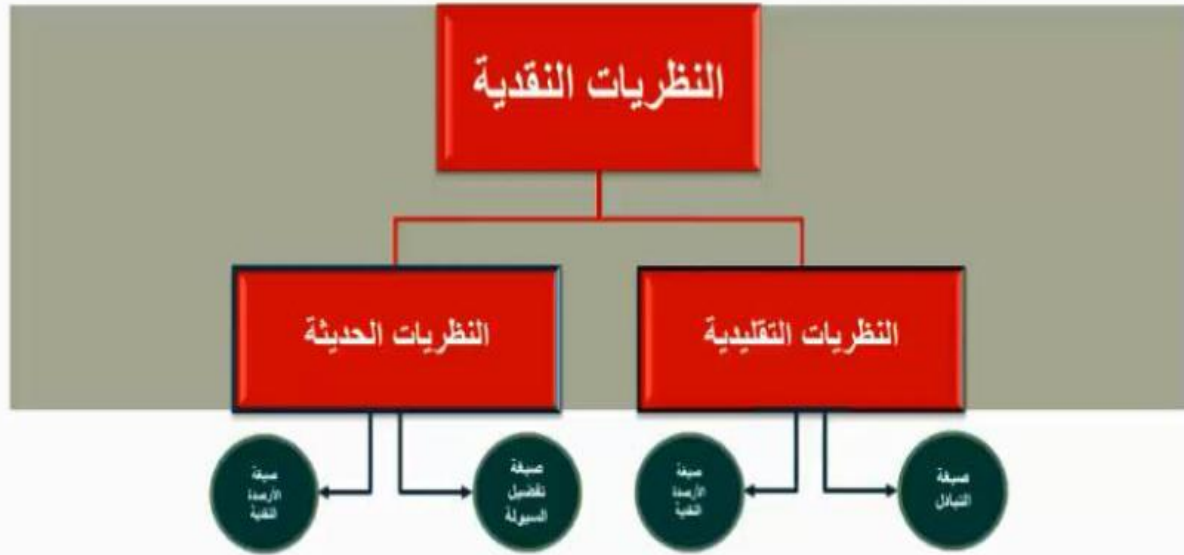 النظريات النقدية
النظريات التقليدية
النظريات الحديثة
صيغة
التبادل
صيغة
الأرصدة
النقدية
صيغة
تفضيل
السيولة
صيغة
الأرصدة
النقدية